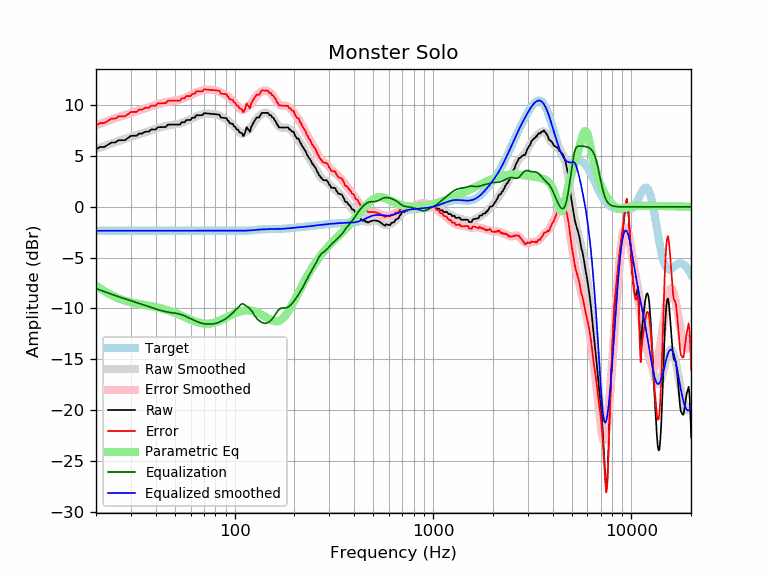 Monster Solo
10
5
0
−5
−10
−15
−20
−25
−30
Amplitude (dBr)
Target
Raw Smoothed
Error Smoothed
Raw
Error
Parametric Eq
Equalization
Equalized smoothed
100 1000 10000
Frequency (Hz)